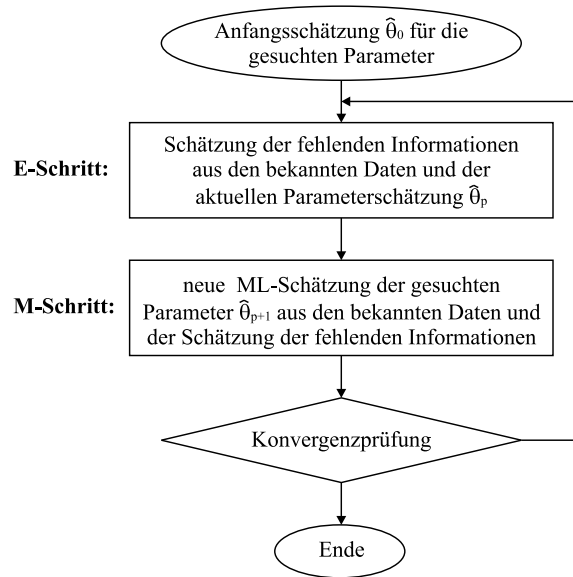 Anfangsschätzung θ̂₀ für die
gesuchten Parameter
E-Schritt:
Schätzung der fehlenden Informationen
aus den bekannten Daten und der
aktuellen Parameterschätzung θ̂ₚ
M-Schritt:
neue ML-Schätzung der gesuchten
Parameter θ̂ₚ₊₁ aus den bekannten Daten und
der Schätzung der fehlenden Informationen
Konvergenzprüfung
Ende